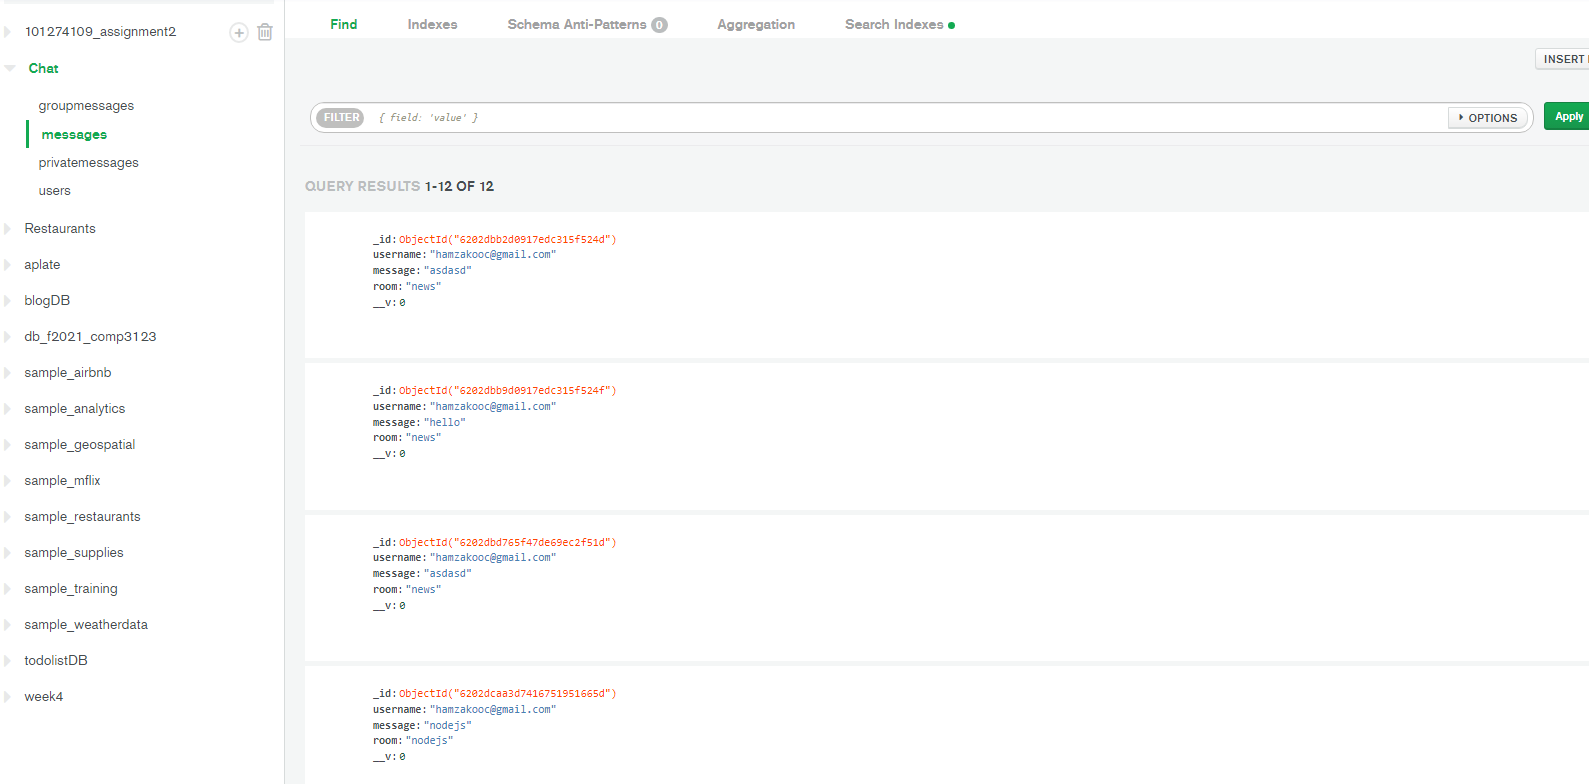 101274109_assignment2
Chat
groupmessages
messages
privatemessages
users
Restaurants
aplate
blogDB
db_f2021_comp3123
sample_airbnb
sample_analytics
sample_geospatial
sample_mflix
sample_restaurants
sample_supplies
sample_training
sample_weatherdata
todolistDB
week4
Find Indexes Schema Anti-Patterns 0 Aggregation Search Indexes
INSERT
FILTER { field: 'value' } OPTIONS Apply
QUERY RESULTS 1-12 OF 12
_id: ObjectId("6202dbb2d0917edc315f524d")
username: "hamzakooc@gmail.com"
message: "asdasd"
room: "news"
__v: 0
_id: ObjectId("6202dbb9d0917edc315f524f")
username: "hamzakooc@gmail.com"
message: "hello"
room: "news"
__v: 0
_id: ObjectId("6202dbd765f47de69ec2f51d")
username: "hamzakooc@gmail.com"
message: "asdasd"
room: "news"
__v: 0
_id: ObjectId("6202dcaa3d7416751951665d")
username: "hamzakooc@gmail.com"
message: "nodejs"
room: "nodejs"
__v: 0